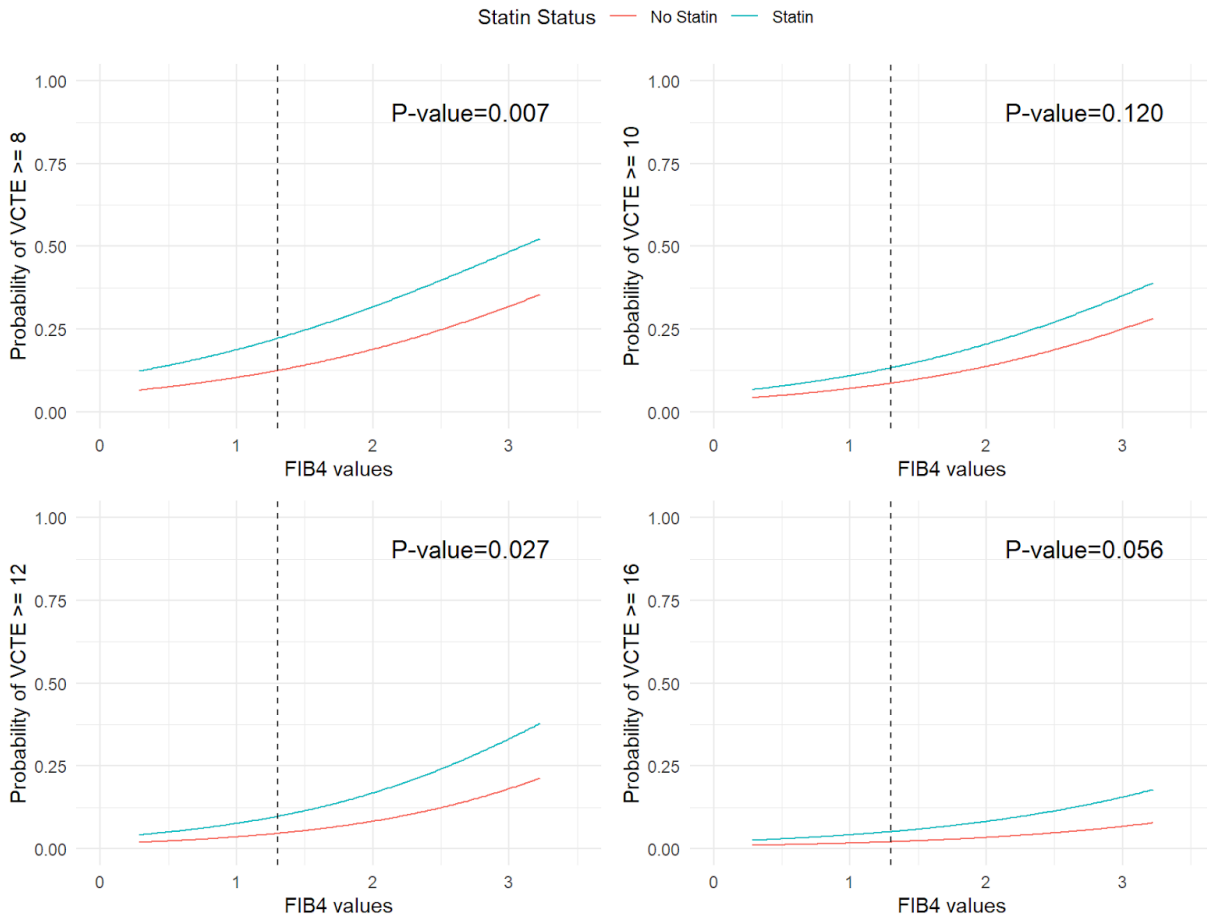 Statin Status No Statin Statin
P-value=0.007
Probability of VCTE >= 8
1.00
0.75
0.50
0.25
0.00
0 1 2 3
FIB4 values
P-value=0.120
Probability of VCTE >= 10
1.00
0.75
0.50
0.25
0.00
0 1 2 3
FIB4 values
P-value=0.027
Probability of VCTE >= 12
1.00
0.75
0.50
0.25
0.00
0 1 2 3
FIB4 values
P-value=0.056
Probability of VCTE >= 16
1.00
0.75
0.50
0.25
0.00
0 1 2 3
FIB4 values